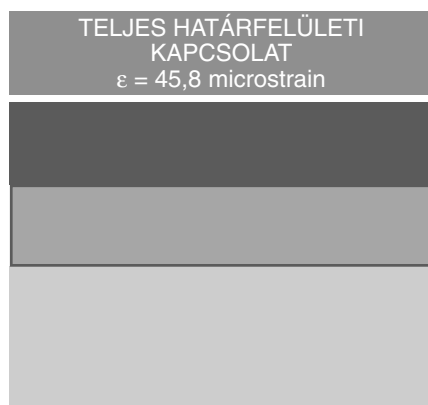 TELJES HATÁRFELÜLETI
KAPCSOLAT
ε = 45,8 microstrain